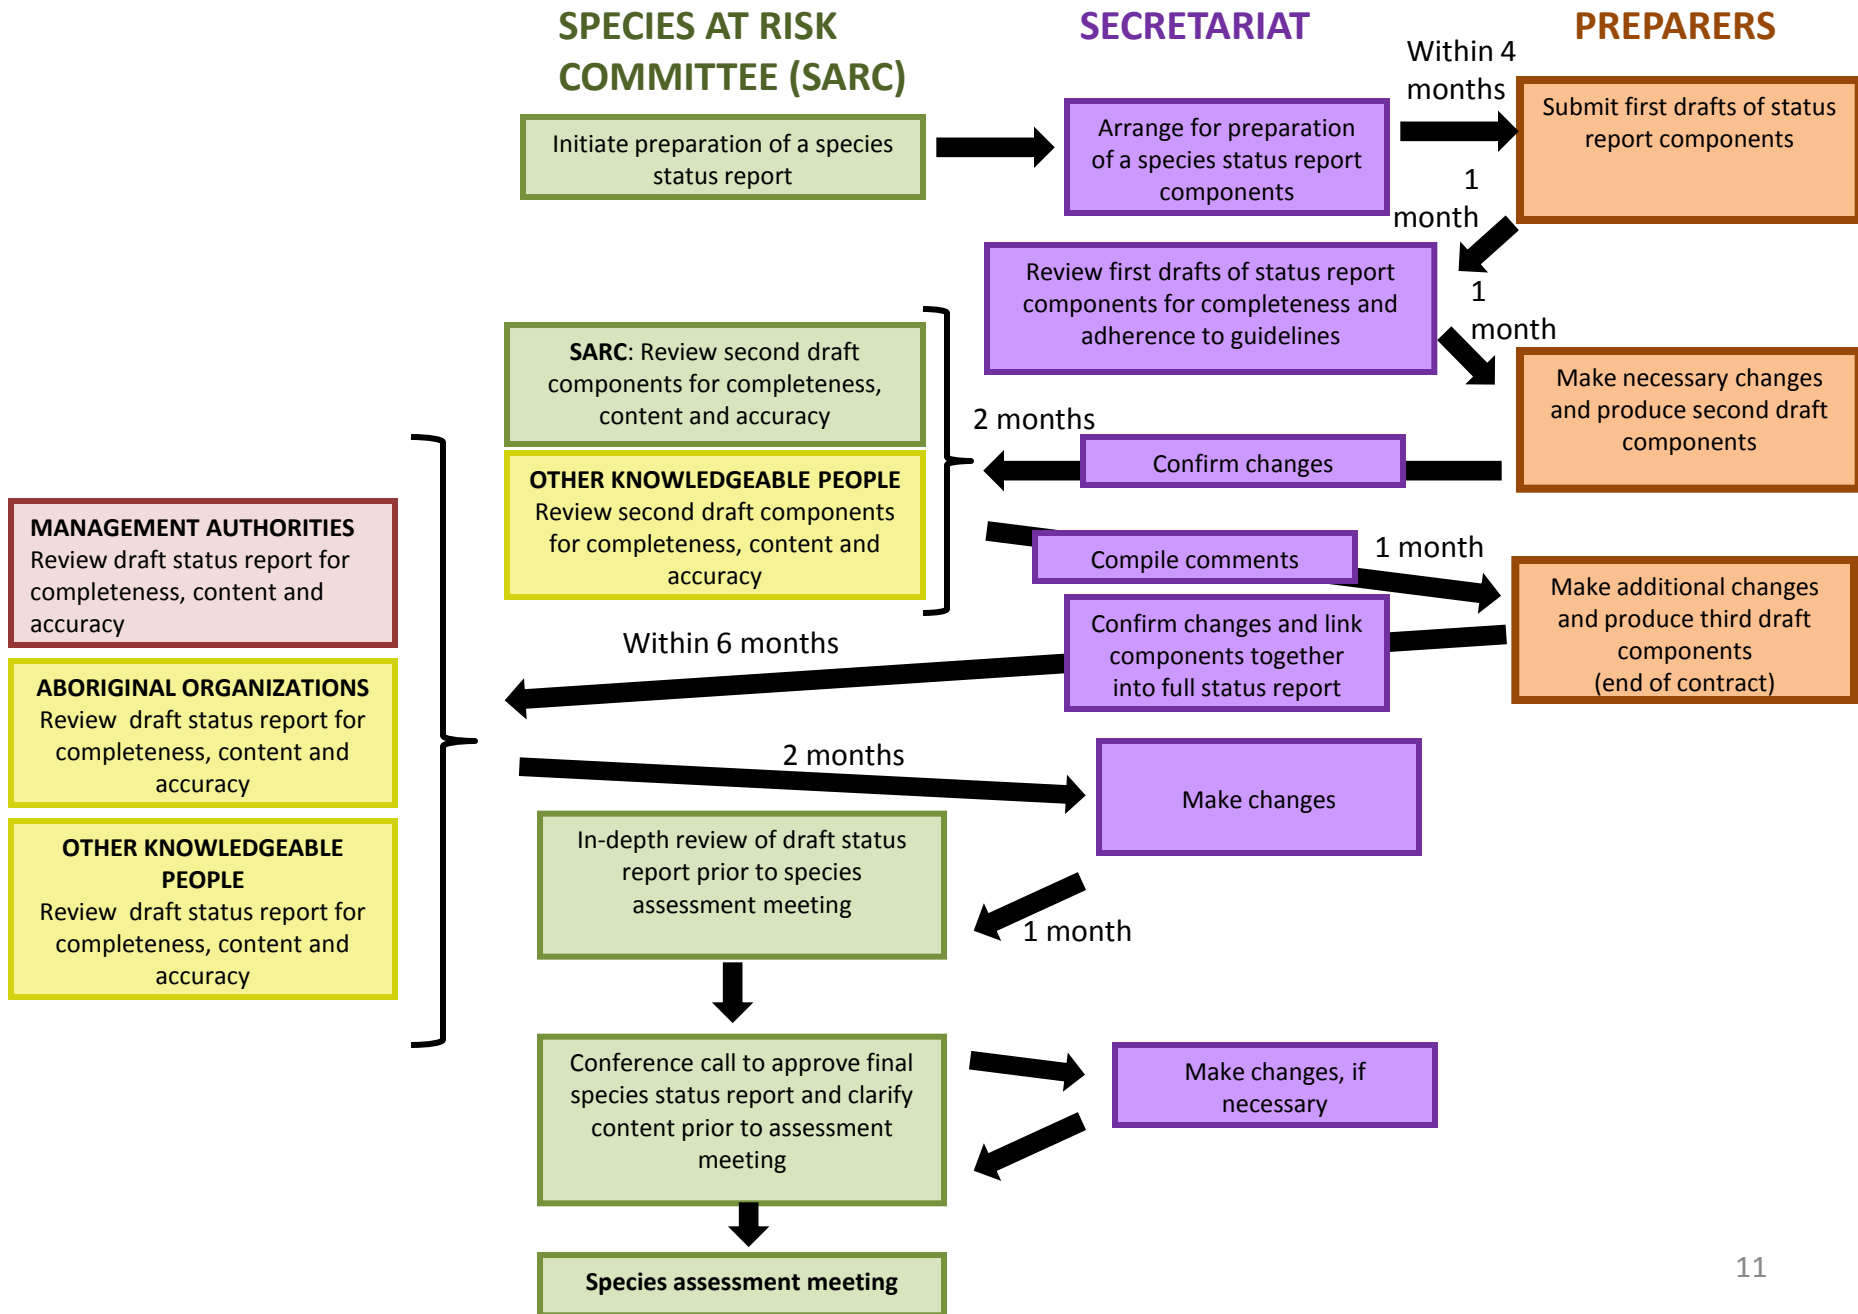 SPECIES AT RISK
COMMITTEE (SARC)
SECRETARIAT
PREPARERS
Initiate preparation of a species
status report
Arrange for preparation
of a species status report
components
Within 4
months
Submit first drafts of status
report components
1
month
Review first drafts of status report
components for completeness and
adherence to guidelines
1
month
Make necessary changes
and produce second draft
components
SARC: Review second draft
components for completeness,
content and accuracy
2 months
Confirm changes
OTHER KNOWLEDGEABLE PEOPLE
Review second draft components
for completeness, content and
accuracy
Compile comments
1 month
Make additional changes
and produce third draft
components
(end of contract)
Confirm changes and link
components together
into full status report
Within 6 months
MANAGEMENT AUTHORITIES
Review draft status report for
completeness, content and
accuracy
ABORIGINAL ORGANIZATIONS
Review draft status report for
completeness, content and
accuracy
OTHER KNOWLEDGEABLE
PEOPLE
Review draft status report for
completeness, content and
accuracy
2 months
Make changes
In-depth review of draft status
report prior to species
assessment meeting
1 month
Conference call to approve final
species status report and clarify
content prior to assessment
meeting
Make changes, if
necessary
Species assessment meeting
11